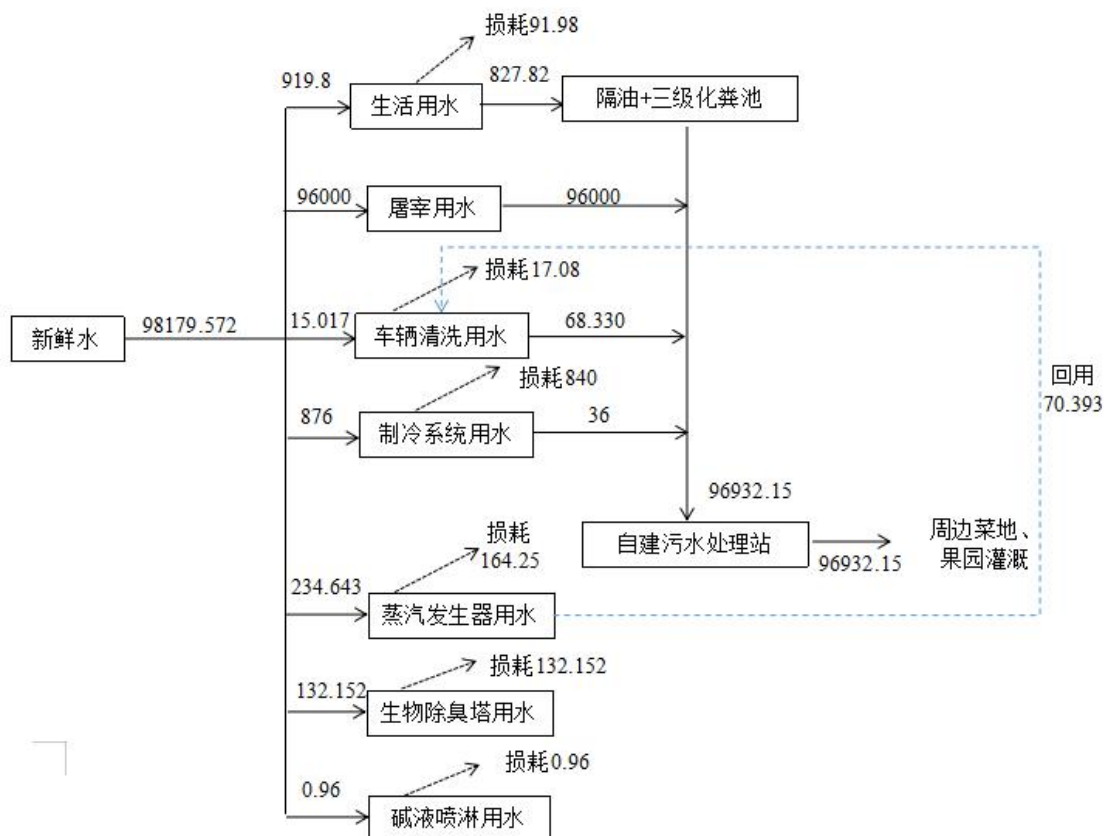 损耗91.98
919.8
827.82
生活用水
隔油+三级化粪池
96000
屠宰用水
96000
损耗17.08
新鲜水
98179.572
15.017
车辆清洗用水
68.330
损耗840
回用
70.393
876
制冷系统用水
36
96932.15
损耗
164.25
自建污水处理站
96932.15
周边菜地、
果园灌溉
234.643
蒸汽发生器用水
损耗132.152
132.152
生物除臭塔用水
损耗0.96
0.96
碱液喷淋用水